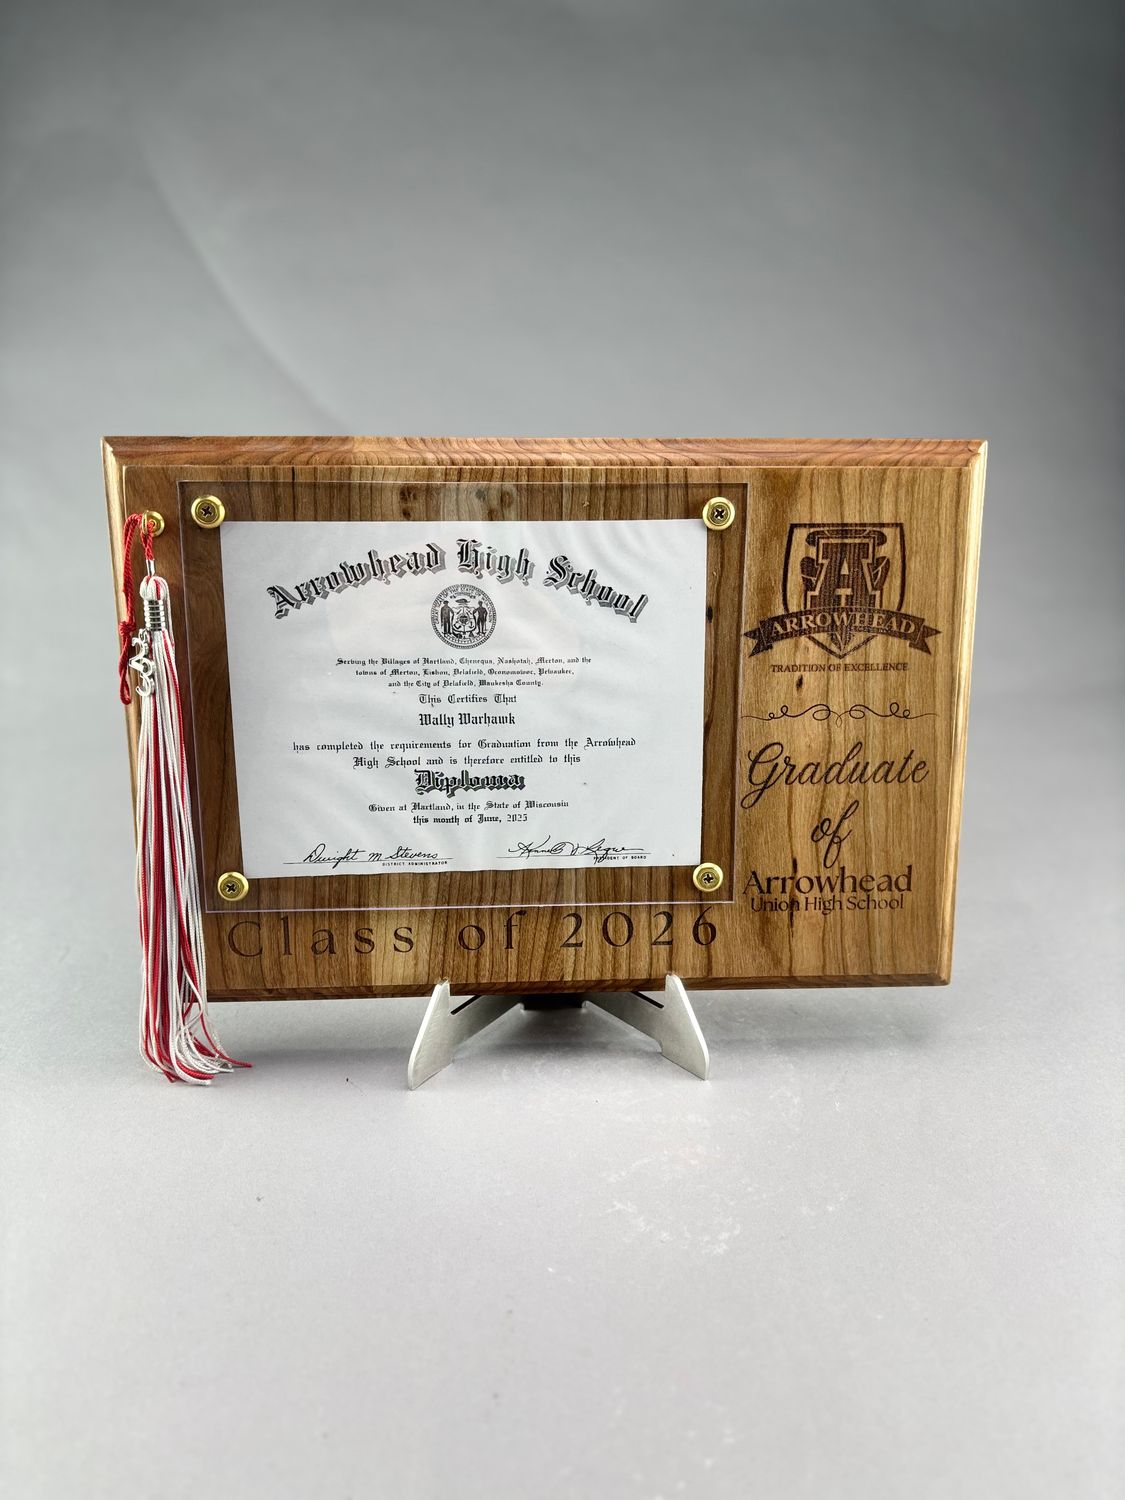 Arrowhead High School
Serving the Villages of Hartland, Chenequa, Nashotah, Merton, and the
towns of Merton, Lisbon, Delafield, Oconomowoc, Pewaukee,
and the City of Delafield, Waukesha County.
This Certifies That
Wally Warhawk
has completed the requirements for Graduation from the Arrowhead
High School and is therefore entitled to this
Diploma
Given at Hartland, in the State of Wisconsin
this month of June, 2025
Dwight M Stevens
DISTRICT ADMINISTRATOR
OF BOARD
Class of 2026
A
ARROWHEAD
TRADITION OF EXCELLENCE
Graduate
of
Arrowhead
Union High School